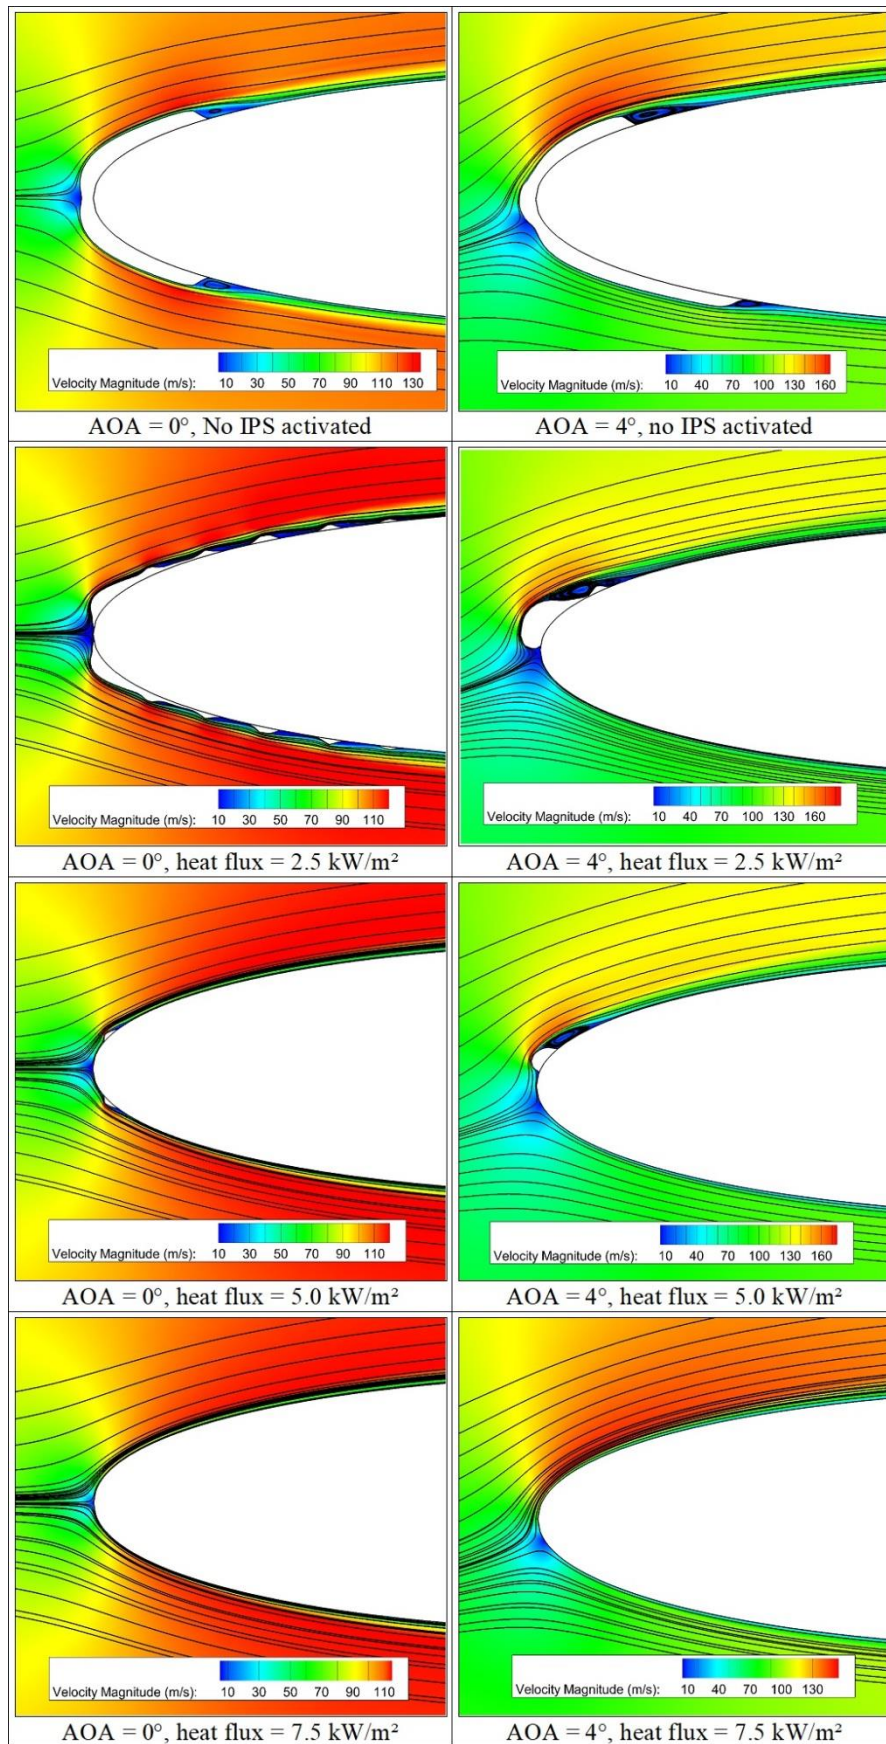 Velocity Magnitude (m/s): 10 30 50 70 90 110 130
Velocity Magnitude (m/s): 10 40 70 100 130 160
AOA = 0°, No IPS activated
AOA = 4°, no IPS activated
Velocity Magnitude (m/s): 10 30 50 70 90 110
Velocity Magnitude (m/s): 10 40 70 100 130 160
AOA = 0°, heat flux = 2.5 kW/m²
AOA = 4°, heat flux = 2.5 kW/m²
Velocity Magnitude (m/s): 10 30 50 70 90 110
Velocity Magnitude (m/s): 10 40 70 100 130 160
AOA = 0°, heat flux = 5.0 kW/m²
AOA = 4°, heat flux = 5.0 kW/m²
Velocity Magnitude (m/s): 10 30 50 70 90 110
Velocity Magnitude (m/s): 10 40 70 100 130
AOA = 0°, heat flux = 7.5 kW/m²
AOA = 4°, heat flux = 7.5 kW/m²